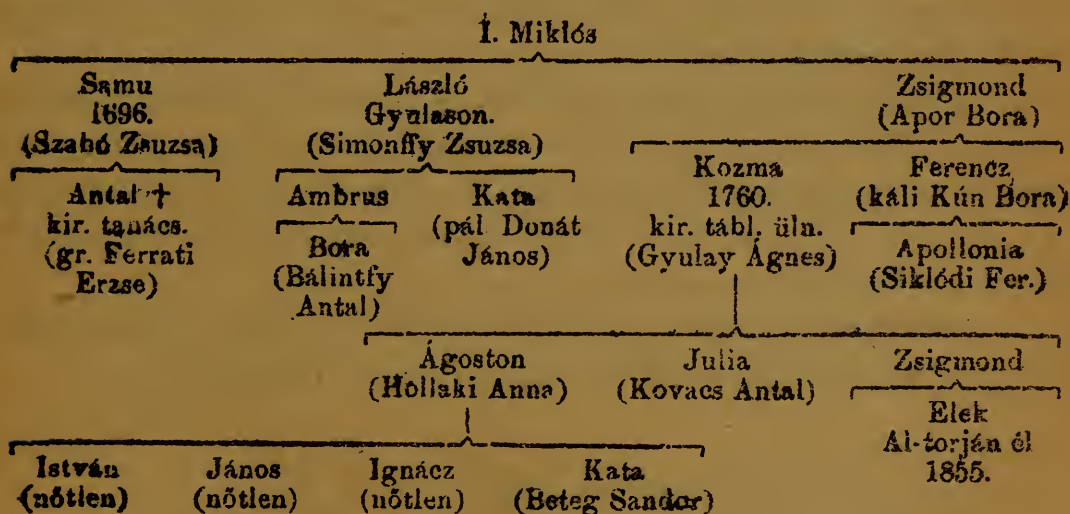 I. Miklós
Samu László Zsigmond
1696. Gyulason. (Apor Bora)
(Szabó Zsuzsa) (Simonffy Zsuzsa)
Antal † Ambrus Kata Kozma Ferencz
kir. tanács. (pál Donát 1760. (káli Kún Bora)
(gr. Ferrati Bora János) kir. tábl. üln. Apollonia
Erzse) (Bálintfy (Gyulay Ágnes) (Siklódi Fer.)
Antal)
Ágoston Julia Zsigmond
(Hollaki Anna) (Kovacs Antal)
Elek
Al-torján él
1855.
István János Ignácz Kata
(nőtlen) (nőtlen) (nőtlen) (Beteg Sandor)